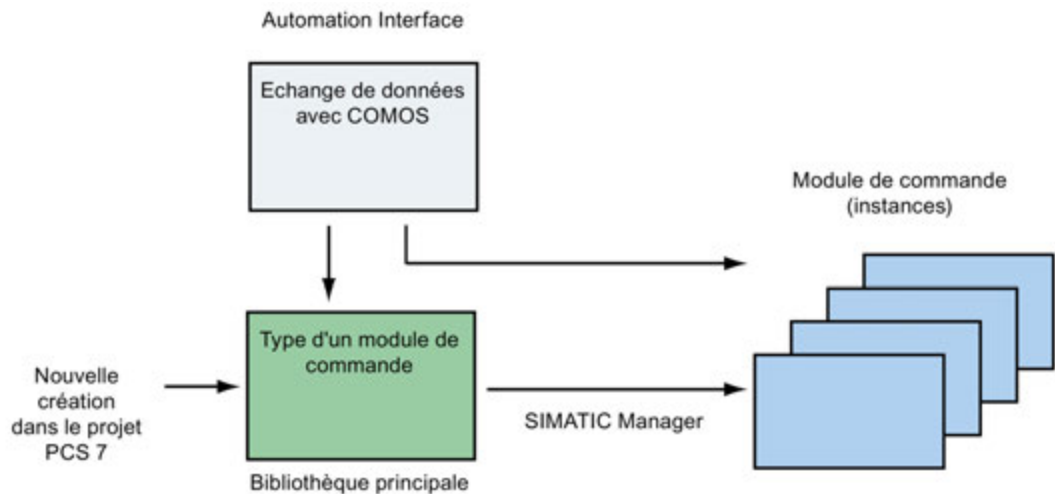 Automation Interface
Echange de données
avec COMOS
Module de commande
(instances)
Type d'un module de
commande
Nouvelle
création
dans le projet
PCS 7
SIMATIC Manager
Bibliothèque principale